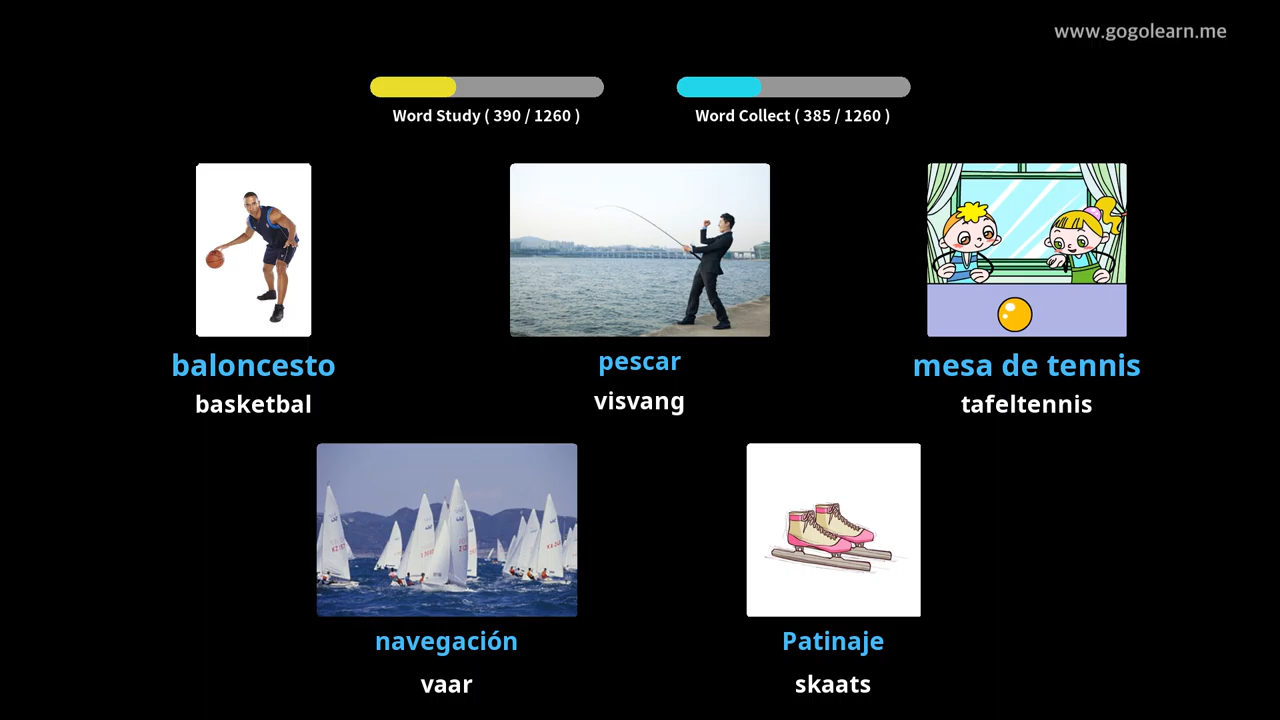 www.gogolearn.me
Word Study ( 390 / 1260 )
Word Collect ( 385 / 1260 )
baloncesto
basketbal
pescar
visvang
mesa de tennis
tafeltennis
navegación
vaar
Patinaje
skaats